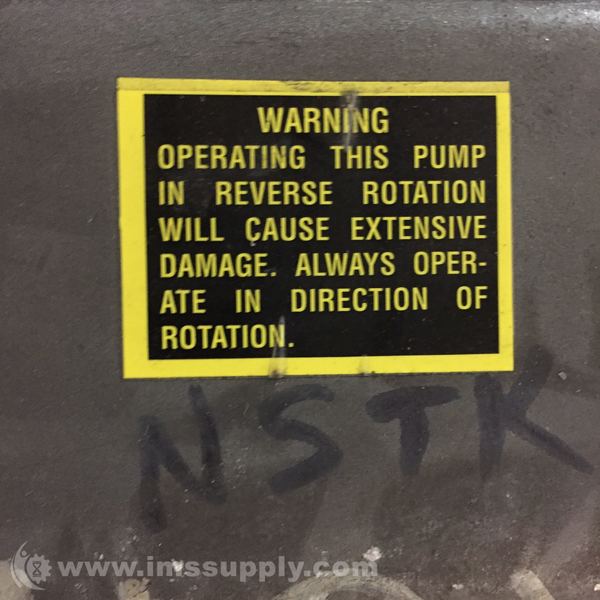 WARNING
OPERATING THIS PUMP
IN REVERSE ROTATION
WILL CAUSE EXTENSIVE
DAMAGE. ALWAYS OPER-
ATE IN DIRECTION OF
ROTATION.
NSTK
www.imssupply.com